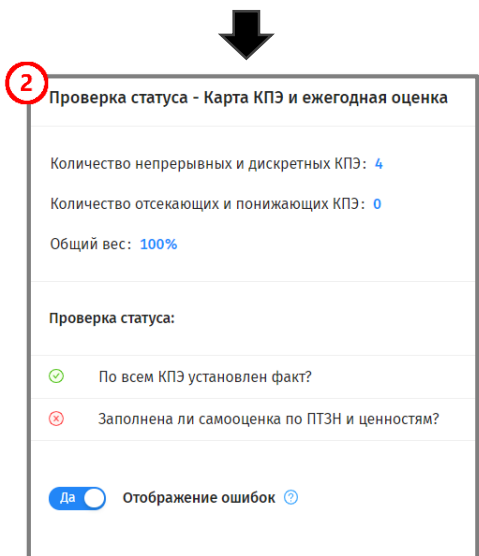 2
Проверка статуса - Карта КПЭ и ежегодная оценка
Количество непрерывных и дискретных КПЭ: 4
Количество отсекающих и понижающих КПЭ: 0
Общий вес: 100%
Проверка статуса:
По всем КПЭ установлен факт?
Заполнена ли самооценка по ПТЗН и ценностям?
Да Отображение ошибок ?